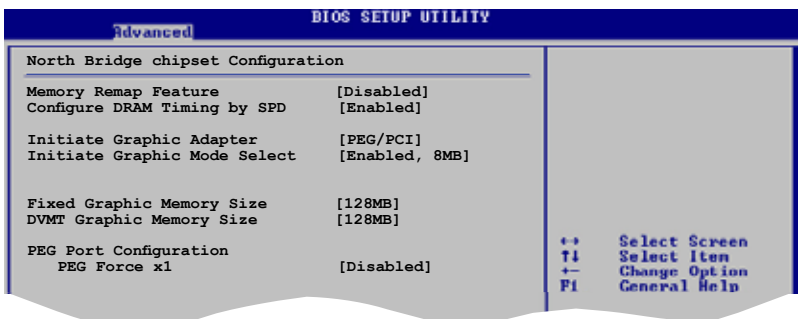 BIOS SETUP UTILITY
Advanced
North Bridge chipset Configuration
Memory Remap Feature [Disabled]
Configure DRAM Timing by SPD [Enabled]
Initiate Graphic Adapter [PEG/PCI]
Initiate Graphic Mode Select [Enabled, 8MB]
Fixed Graphic Memory Size [128MB]
DVMT Graphic Memory Size [128MB]
PEG Port Configuration
PEG Force x1 [Disabled]
↔ Select Screen
↑↓ Select Item
+- Change Option
F1 General Help